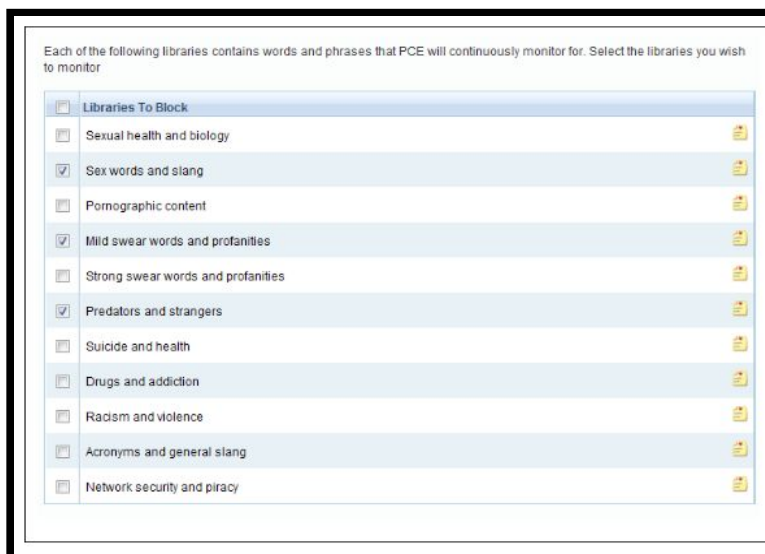 Each of the following libraries contains words and phrases that PCE will continuously monitor for. Select the libraries you wish
to monitor
Libraries To Block
Sexual health and biology
Sex words and slang
Pornographic content
Mild swear words and profanities
Strong swear words and profanities
Predators and strangers
Suicide and health
Drugs and addiction
Racism and violence
Acronyms and general slang
Network security and piracy